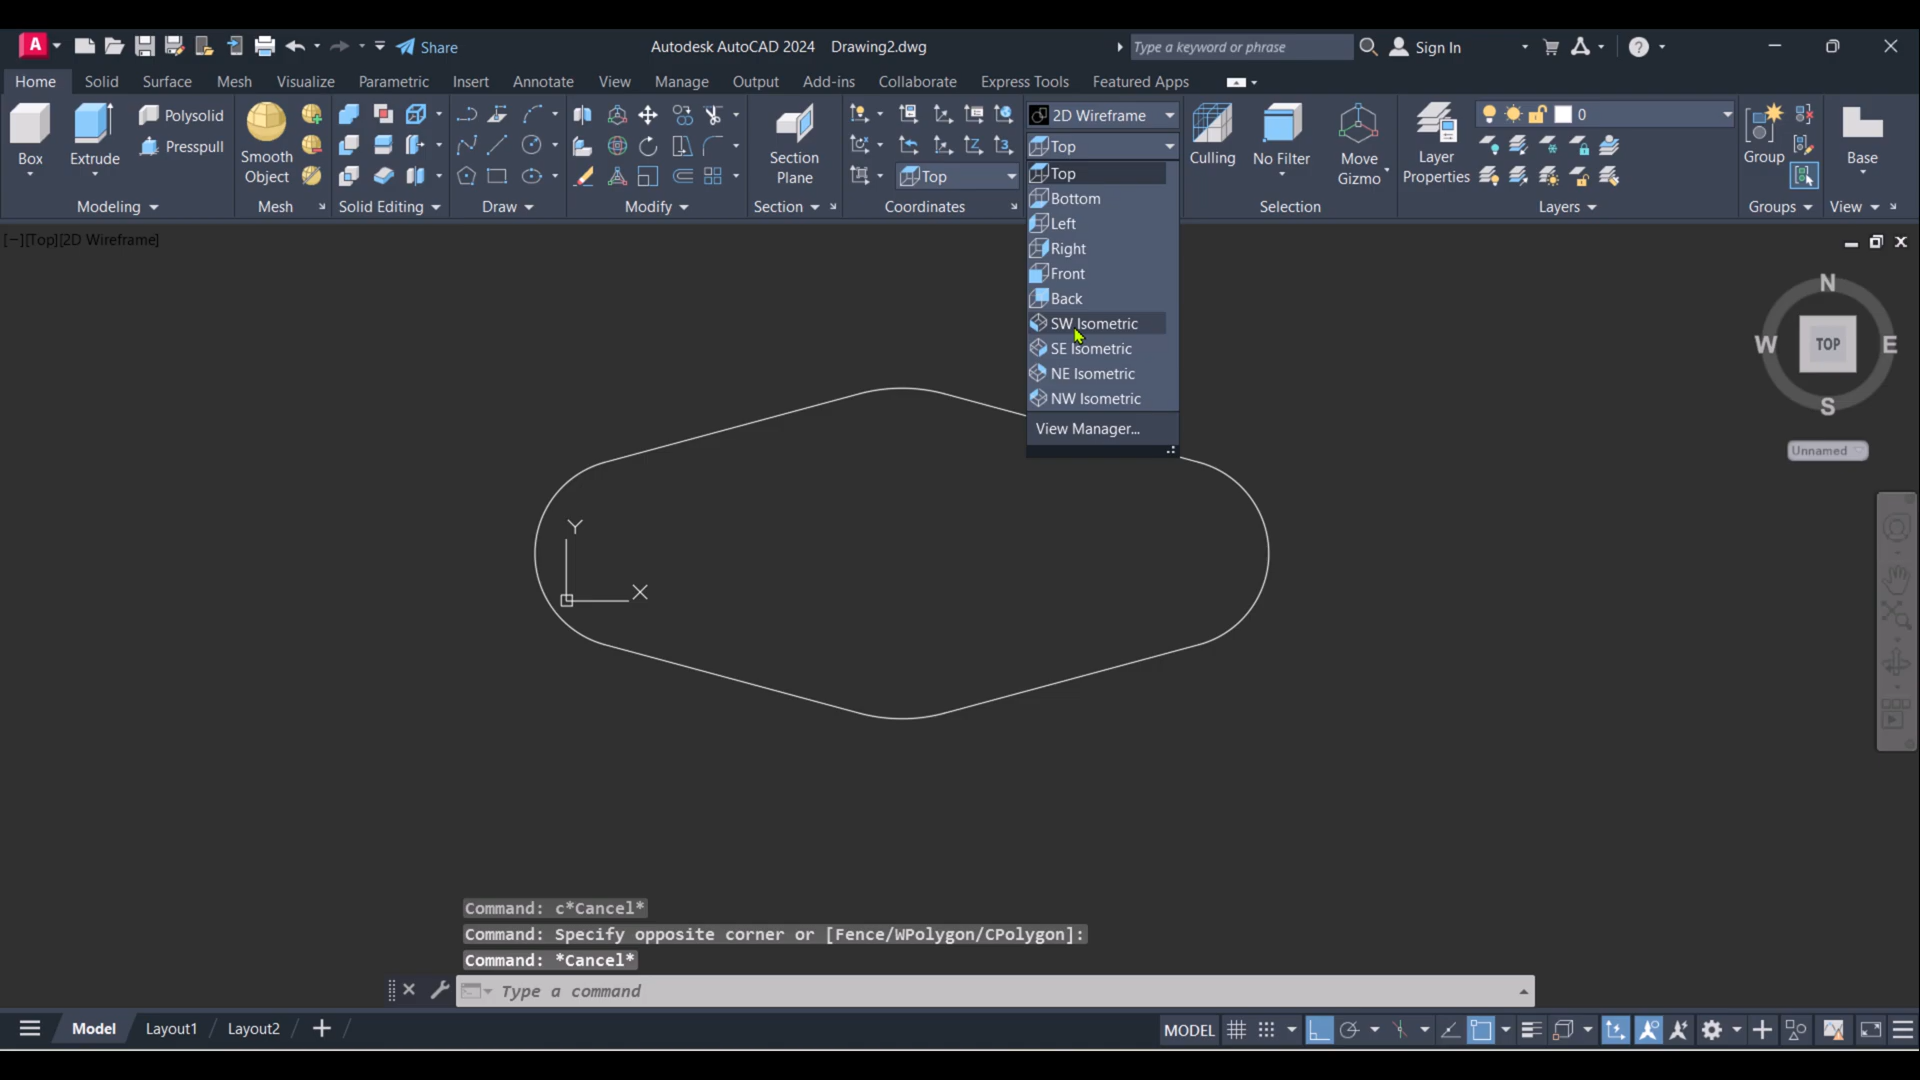 Share
Autodesk AutoCAD 2024 Drawing2.dwg
Type a keyword or phrase
Sign In
Home Solid Surface Mesh Visualize Parametric Insert Annotate View Manage Output Add-ins Collaborate Express Tools Featured Apps
Box
Extrude
Polysolid
Presspull
Modeling
Smooth
Object
Mesh
Solid Editing
Draw
Modify
Section
Plane
Section
Top
Coordinates
2D Wireframe
Top
Top
Bottom
Left
Right
Front
Back
SW Isometric
SE Isometric
NE Isometric
NW Isometric
View Manager...
Culling
No Filter
Move
Gizmo
Selection
Layer
Properties
0
Layers
Group
Groups
Base
View
[−][Top][2D Wireframe]
N
W TOP E
S
Unnamed
Y
X
Command: c*Cancel*
Command: Specify opposite corner or [Fence/WPolygon/CPolygon]:
Command: *Cancel*
Type a command
Model Layout1 Layout2
MODEL